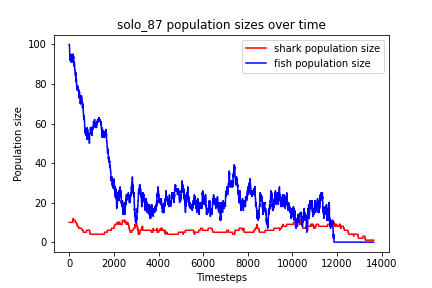 solo_87 population sizes over time
shark population size
fish population size
Population size
100
80
60
40
20
0
0 2000 4000 6000 8000 10000 12000 14000
Timesteps